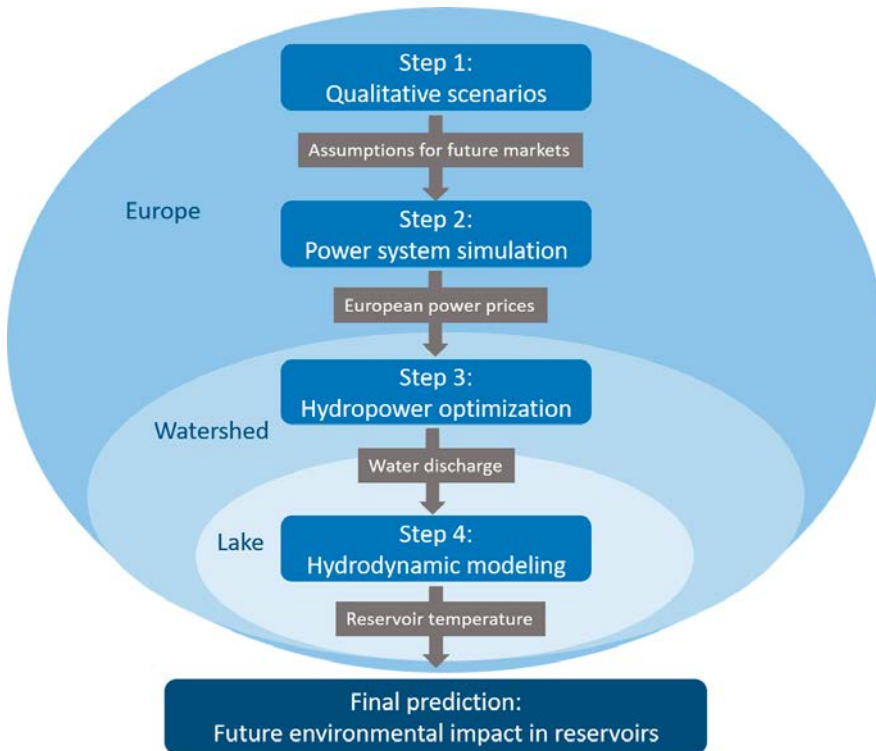 Step 1:
Qualitative scenarios
Assumptions for future markets
Europe
Step 2:
Power system simulation
European power prices
Step 3:
Hydropower optimization
Watershed
Water discharge
Step 4:
Lake
Hydrodynamic modeling
Reservoir temperature
Final prediction:
Future environmental impact in reservoirs